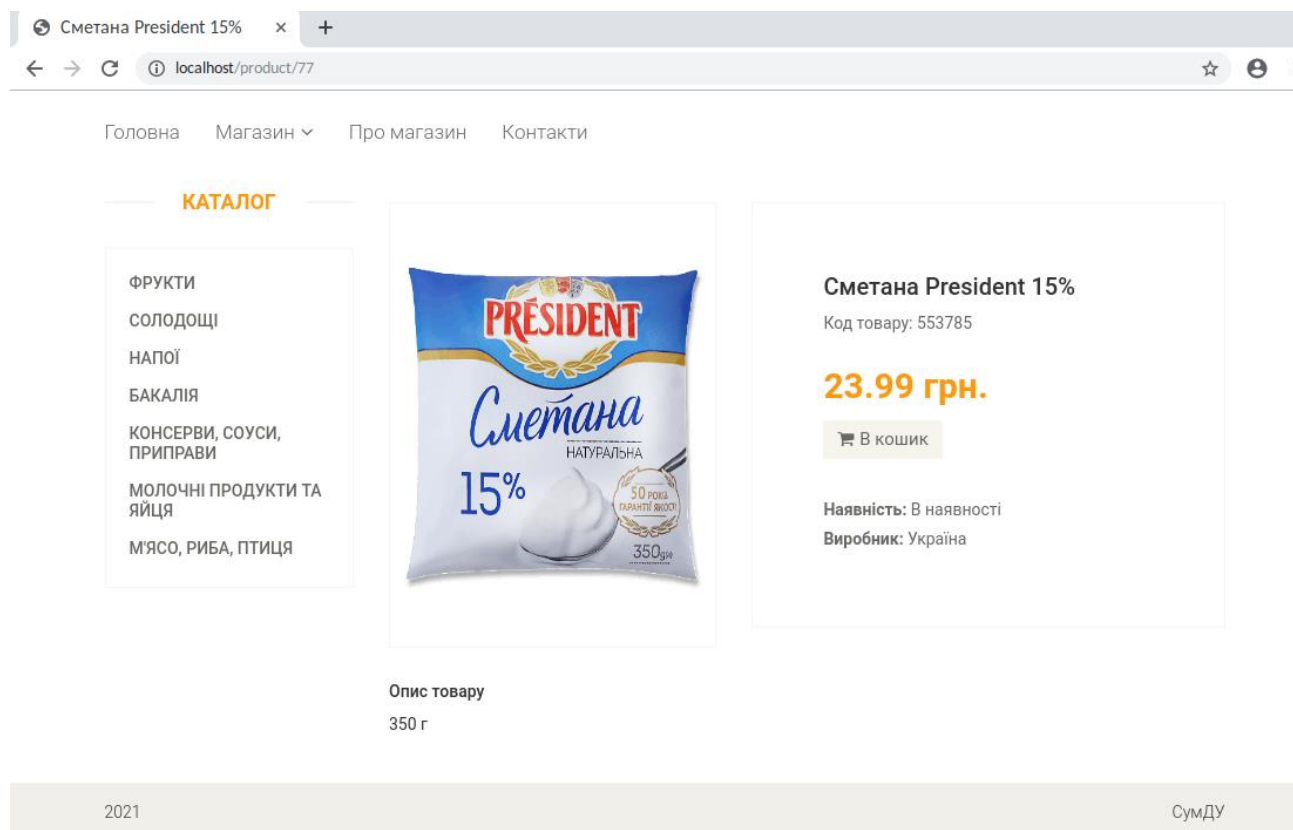 Сметана President 15%
localhost/product/77
Головна Магазин Про магазин Контакти
КАТАЛОГ
ФРУКТИ
СОЛОДОЩІ
НАПОЇ
БАКАЛІЯ
КОНСЕРВИ, СОУСИ,
ПРИПРАВИ
МОЛОЧНІ ПРОДУКТИ ТА
ЯЙЦЯ
М'ЯСО, РИБА, ПТИЦЯ
PRÉSIDENT
Сметана
НАТУРАЛЬНА
15%
50 РОКІВ
ГАРАНТІЇ ЯКОСТІ
350
Сметана President 15%
Код товару: 553785
23.99 грн.
В кошик
Наявність: В наявності
Виробник: Україна
Опис товару
350 г
2021
СумДУ